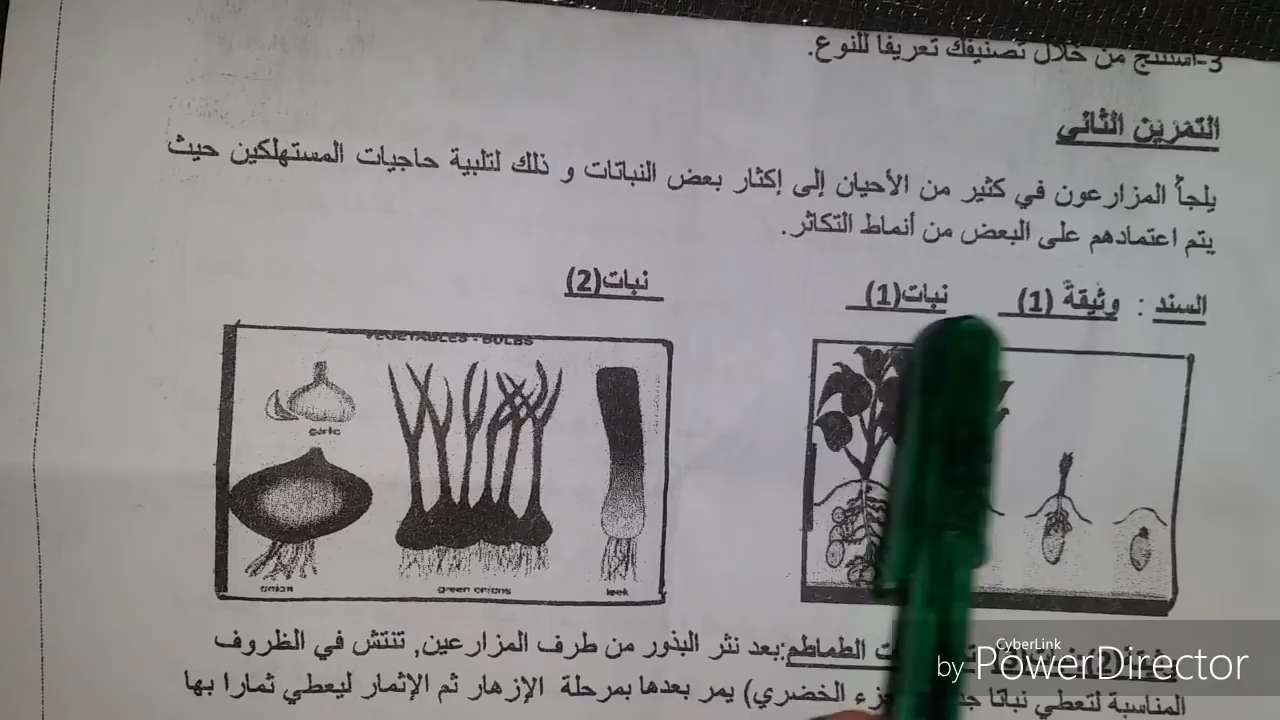 3-استنتج من خلال تصنيفك تعريفا للنوع.
التمرين الثاني
يلجأ المزارعون في كثير من الأحيان إلى إكثار بعض النباتات و ذلك لتلبية حاجيات المستهلكين حيث
يتم اعتمادهم على البعض من أنماط التكاثر.
السند : وثيقة (1) نبات(1) نبات(2)
VEGETABLES - BULBS
garlic
onion green onions leek
الطماطم:بعد نثر البذور من طرف المزارعين, تنتش في الظروف
المناسبة لتعطي نباتا الخضري) يمر بعدها بمرحلة الإزهار ثم الإثمار ليعطي ثمارا بها
CyberLink
by PowerDirector